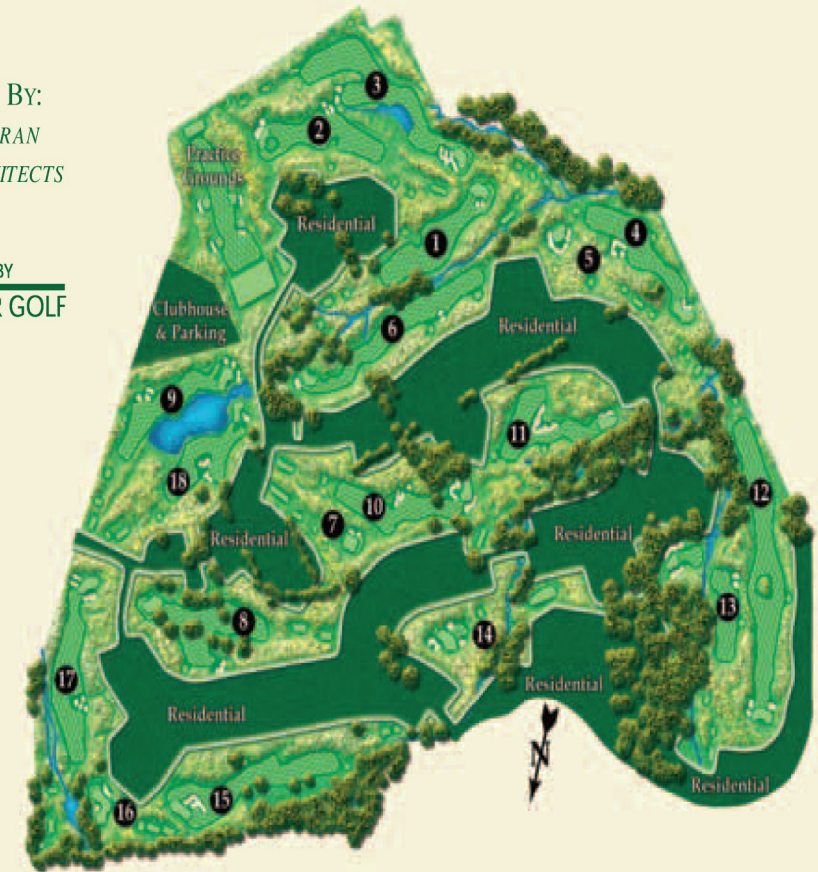 BY:
RAN
ITECTS
BY
R GOLF
3
2
Practice
Grounds
Residential
1
4
5
Clubhouse
& Parking
6
Residential
9
11
18
10
7
12
Residential
Residential
13
8
14
17
Residential
Residential
N
15
16
Residential